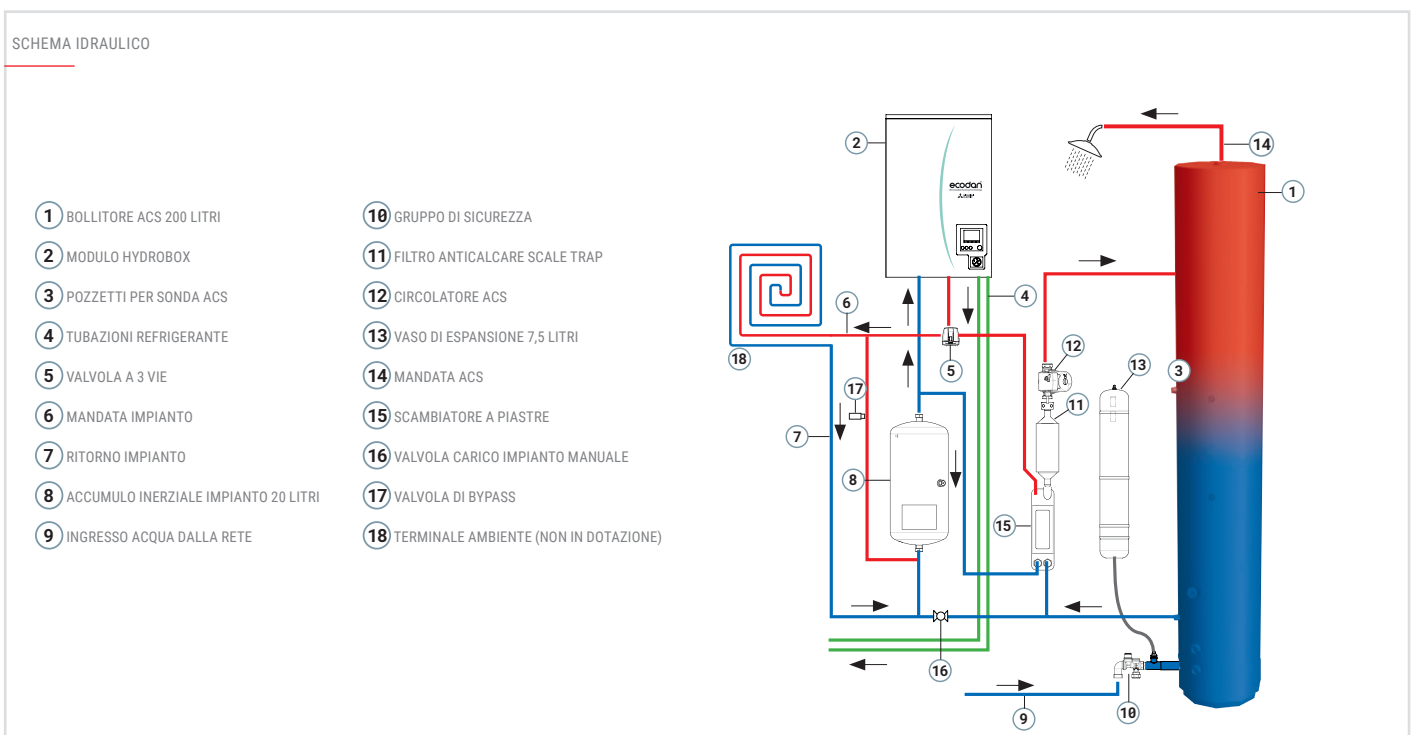 SCHEMA IDRAULICO
1 BOLLITORE ACS 200 LITRI
2 MODULO HYDROBOX
3 POZZETTI PER SONDA ACS
4 TUBAZIONI REFRIGERANTE
5 VALVOLA A 3 VIE
6 MANDATA IMPIANTO
7 RITORNO IMPIANTO
8 ACCUMULO INERZIALE IMPIANTO 20 LITRI
9 INGRESSO ACQUA DALLA RETE
10 GRUPPO DI SICUREZZA
11 FILTRO ANTICALCARE SCALE TRAP
12 CIRCOLATORE ACS
13 VASO DI ESPANSIONE 7,5 LITRI
14 MANDATA ACS
15 SCAMBIATORE A PIASTRE
16 VALVOLA CARICO IMPIANTO MANUALE
17 VALVOLA DI BYPASS
18 TERMINALE AMBIENTE (NON IN DOTAZIONE)
2
14
1
ecodan
4
6
18
5
12
3
13
17
11
7
8
15
16
9
10